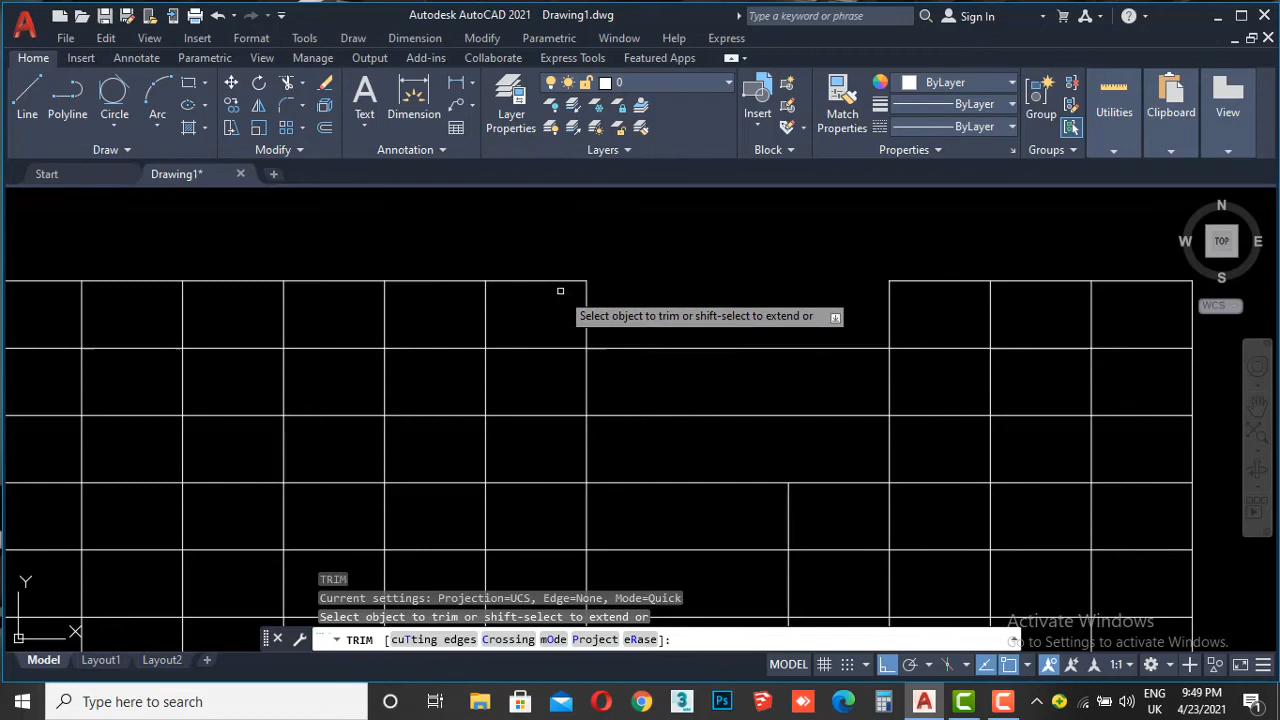 Autodesk AutoCAD 2021 Drawing1.dwg
Type a keyword or phrase
Sign In
File Edit View Insert Format Tools Draw Dimension Modify Parametric Window Help Express
Home Insert Annotate Parametric View Manage Output Add-ins Collaborate Express Tools Featured Apps
0
ByLayer
ByLayer
ByLayer
Line Polyline Circle Arc
Text Dimension
Layer
Properties
Insert
Match
Properties
Group
Utilities
Clipboard
View
Draw
Modify
Annotation
Layers
Block
Properties
Groups
Start
Drawing1*
N
W TOP E
S
WCS
Select object to trim or shift-select to extend or
Y
X
TRIM
Current settings: Projection=UCS, Edge=None, Mode=Quick
Select object to trim or shift-select to extend or
TRIM [cuTting edges Crossing mOde Project eRase]:
Activate Windows
Go to Settings to activate Windows.
Model Layout1 Layout2 +
MODEL
1:1
Type here to search
3
Ps
ENG
UK
9:49 PM
4/23/2021
1